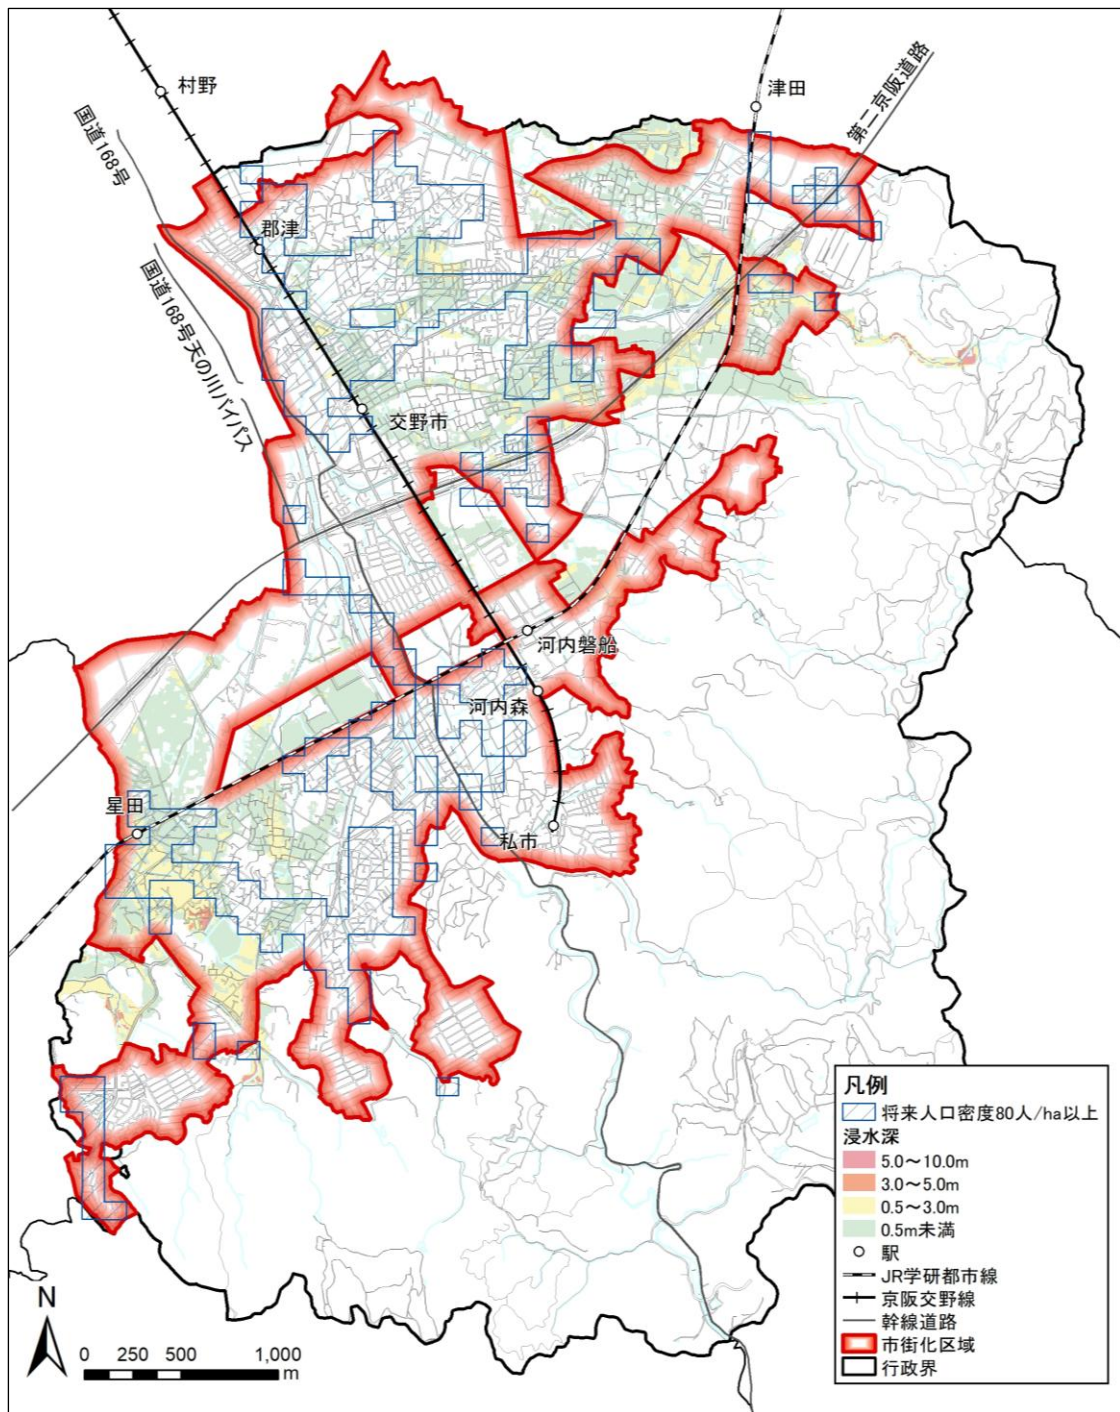 村野
津田
国道168号
第二京阪道路
郡津
国道168号天の川バイパス
交野市
河内磐船
河内森
星田
私市
凡例
将来人口密度80人/ha以上
浸水深
5.0～10.0m
3.0～5.0m
0.5～3.0m
0.5m未満
駅
JR学研都市線
京阪交野線
幹線道路
市街化区域
行政界
N
0 250 500 1,000
m